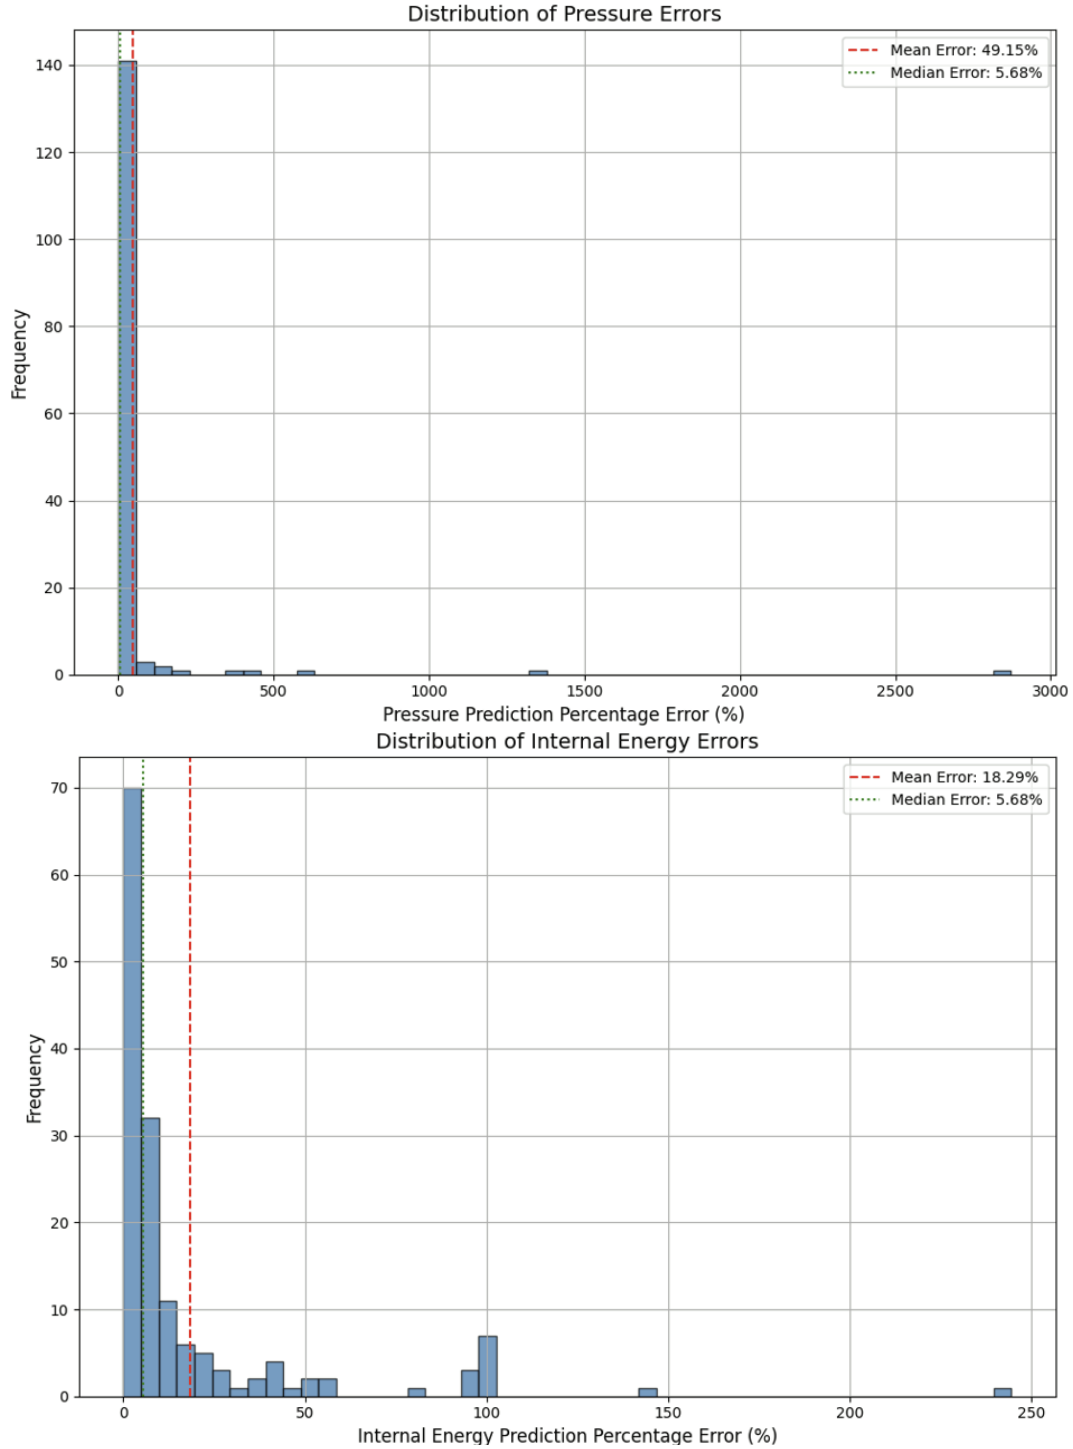 Distribution of Pressure Errors
Mean Error: 49.15%
Median Error: 5.68%
140
120
100
80
60
40
20
0
Frequency
0 500 1000 1500 2000 2500 3000
Pressure Prediction Percentage Error (%)
Distribution of Internal Energy Errors
Mean Error: 18.29%
Median Error: 5.68%
70
60
50
40
30
20
10
0
Frequency
0 50 100 150 200 250
Internal Energy Prediction Percentage Error (%)